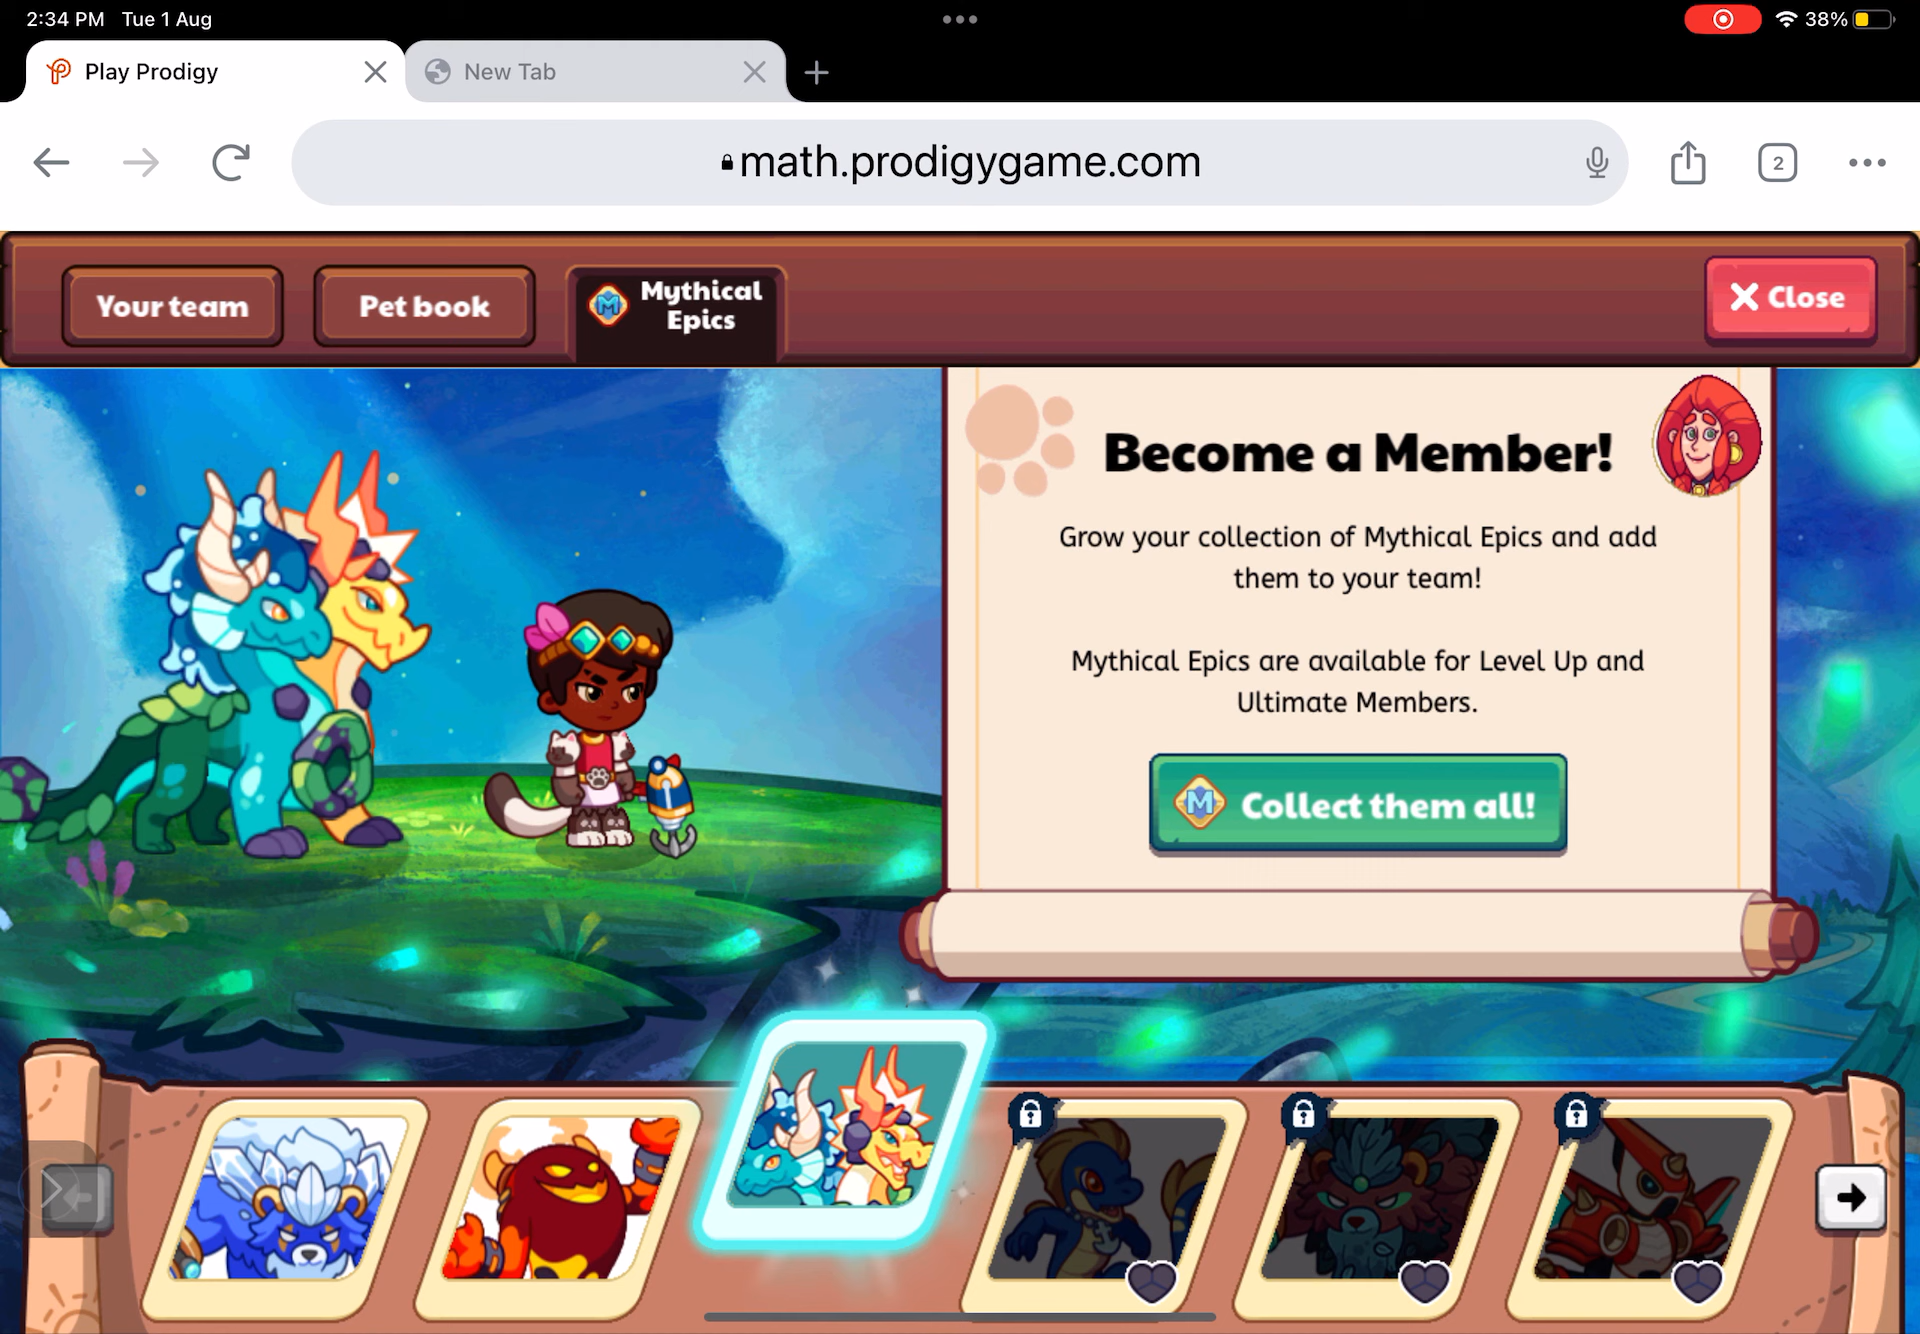 2:34 PM Tue 1 Aug
38%
Play Prodigy
New Tab
math.prodigygame.com
2
Your team
Pet book
M
Mythical
Epics
Close
Become a Member!
Grow your collection of Mythical Epics and add
them to your team!
Mythical Epics are available for Level Up and
Ultimate Members.
M
Collect them all!